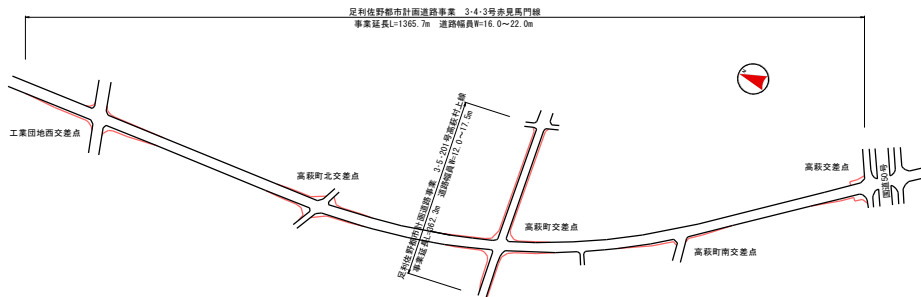 足利佐野都市計画道路事業 3・4・3号赤見馬門線
事業延長L=1365.7m 道路幅員W=16.0～22.0m
工業団地西交差点
高萩町北交差点
足利佐野都市計画道路事業 3・5・201号高萩村上線
事業延長L=362.3m 道路幅員W=12.0～17.5m
高萩町交差点
高萩町南交差点
高萩交差点
国道50号